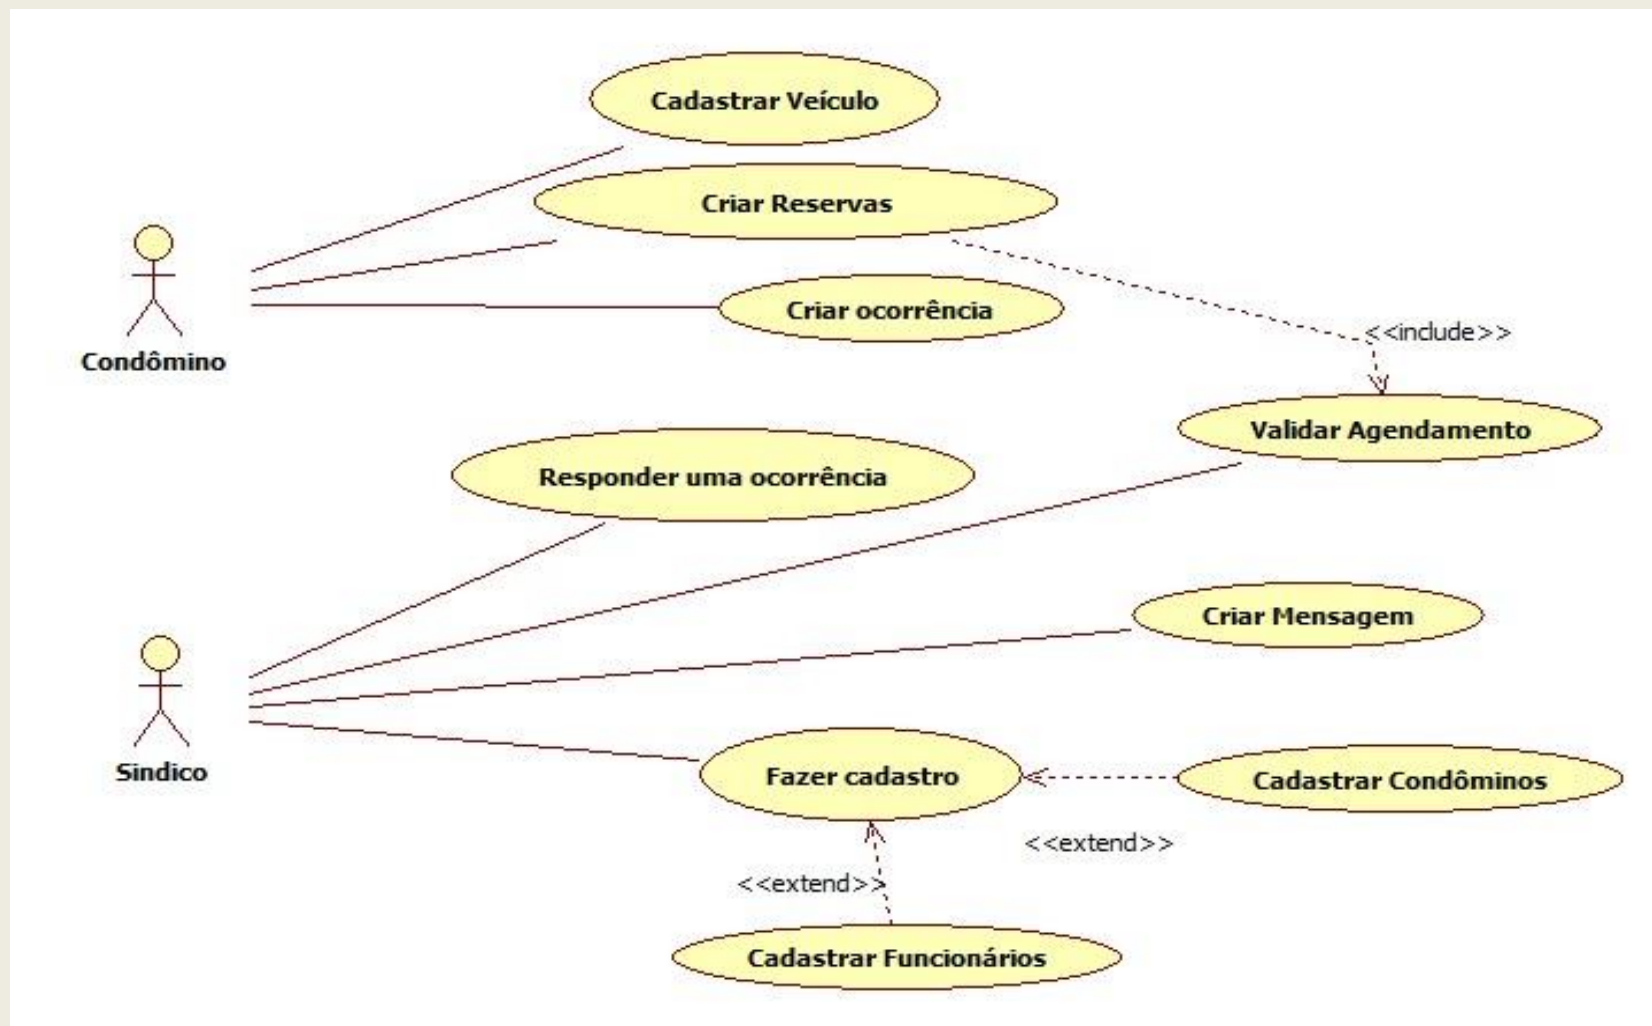 Cadastrar Veículo
Criar Reservas
Criar ocorrência
Condômino
<<include>>
Validar Agendamento
Responder uma ocorrência
Criar Mensagem
Sindico
Fazer cadastro
Cadastrar Condôminos
<<extend>>
<<extend>>
Cadastrar Funcionários